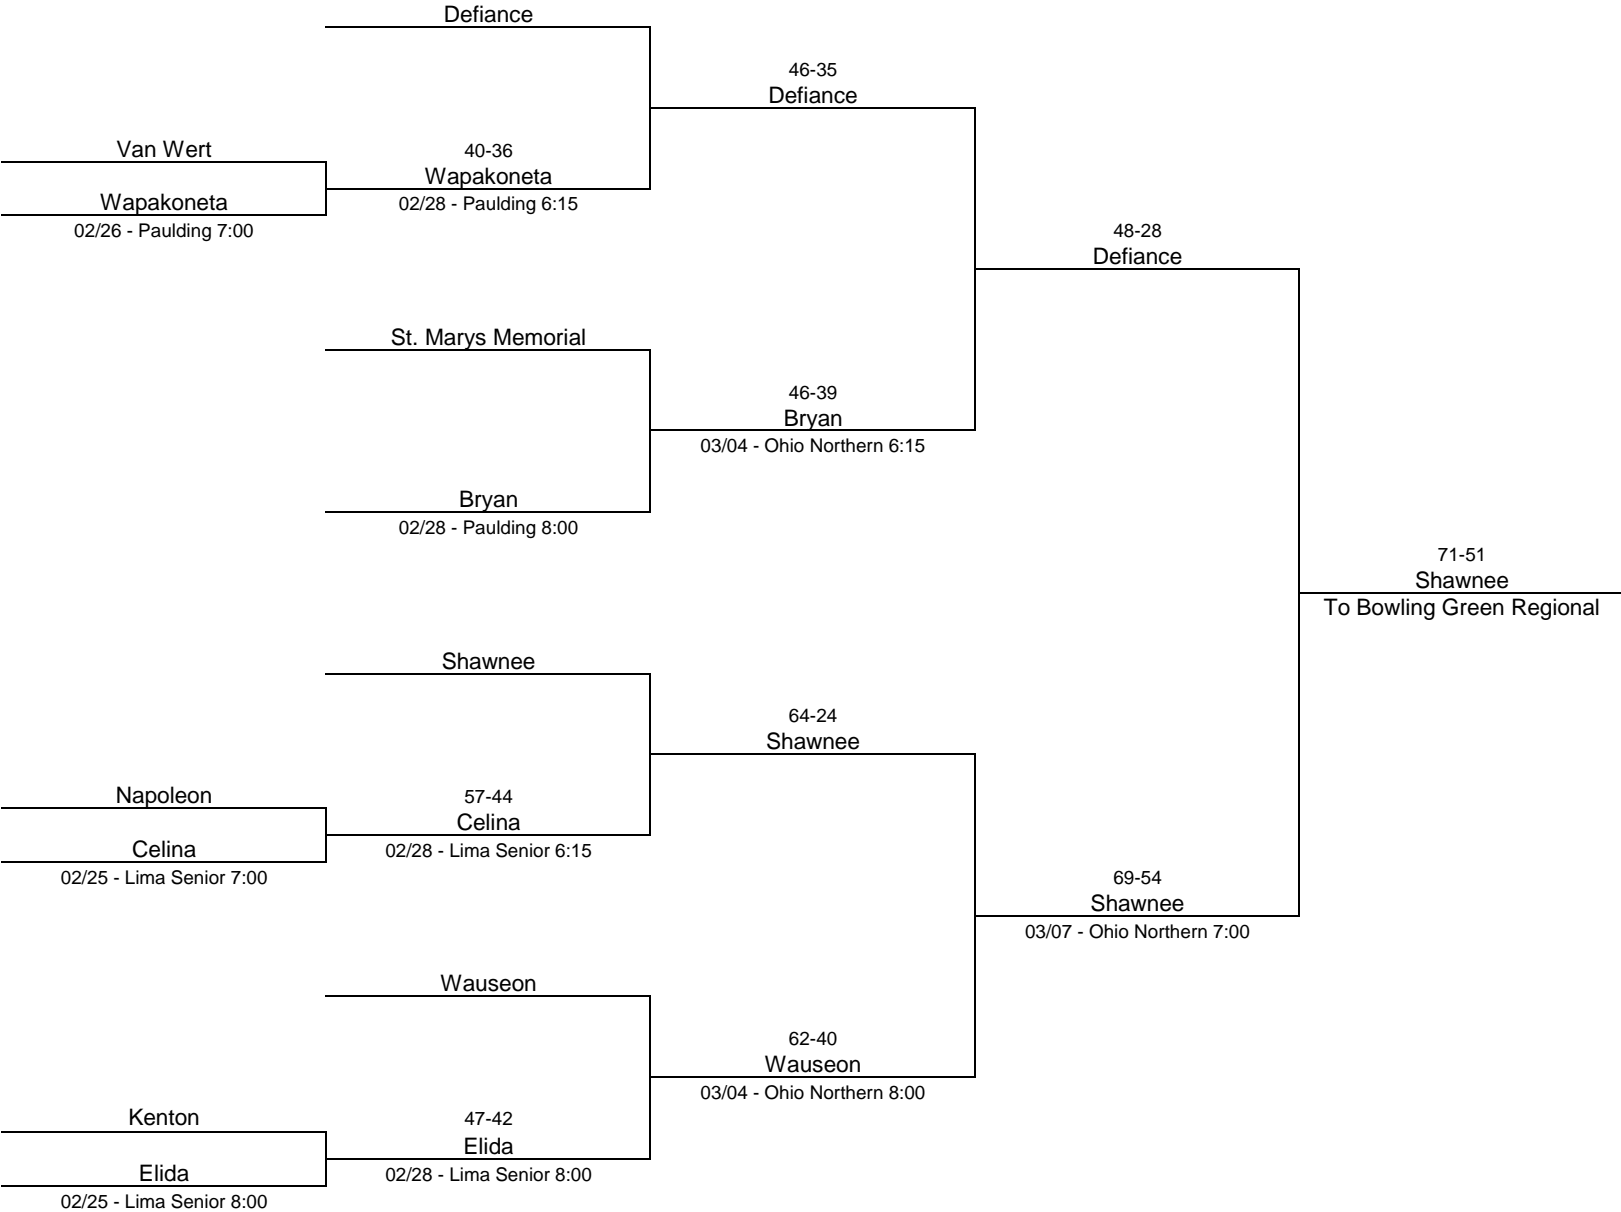 Defiance
46-35
Defiance
Van Wert
40-36
Wapakoneta
Wapakoneta
02/28 - Paulding 6:15
02/26 - Paulding 7:00
48-28
Defiance
St. Marys Memorial
46-39
Bryan
03/04 - Ohio Northern 6:15
Bryan
02/28 - Paulding 8:00
71-51
Shawnee
To Bowling Green Regional
Shawnee
64-24
Shawnee
Napoleon
57-44
Celina
Celina
02/28 - Lima Senior 6:15
02/25 - Lima Senior 7:00
69-54
Shawnee
03/07 - Ohio Northern 7:00
Wauseon
62-40
Wauseon
03/04 - Ohio Northern 8:00
Kenton
47-42
Elida
Elida
02/28 - Lima Senior 8:00
02/25 - Lima Senior 8:00